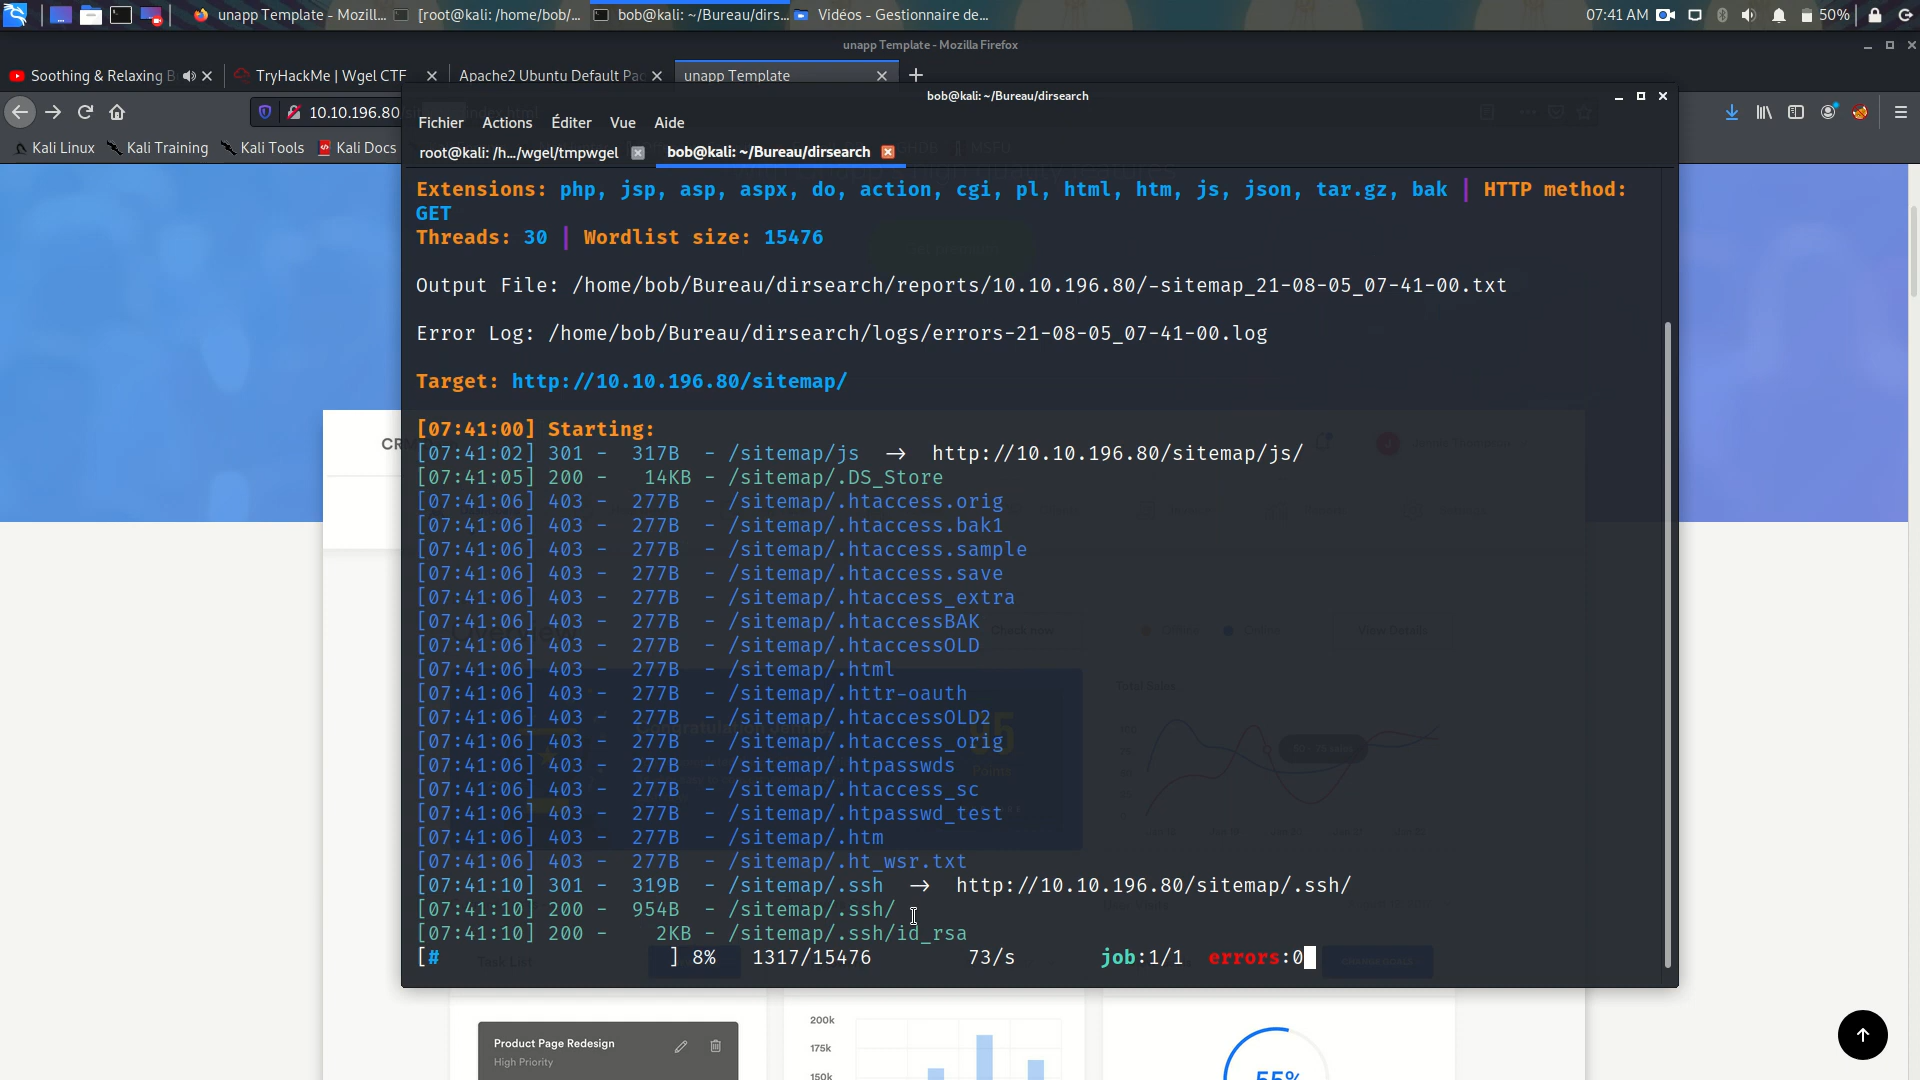 unapp Template - Mozill... [root@kali: /home/bob/... bob@kali: ~/Bureau/dirs... Vidéos - Gestionnaire de... 07:41 AM 50%
unapp Template - Mozilla Firefox
Soothing & Relaxing B TryHackMe | Wgel CTF Apache2 Ubuntu Default Pag unapp Template
10.10.196.80
Kali Linux Kali Training Kali Tools Kali Docs
bob@kali: ~/Bureau/dirsearch
Fichier Actions Éditer Vue Aide
root@kali: /h.../wgel/tmpwgel bob@kali: ~/Bureau/dirsearch
Extensions: php, jsp, asp, aspx, do, action, cgi, pl, html, htm, js, json, tar.gz, bak | HTTP method:
GET
Threads: 30 | Wordlist size: 15476
Output File: /home/bob/Bureau/dirsearch/reports/10.10.196.80/-sitemap_21-08-05_07-41-00.txt
Error Log: /home/bob/Bureau/dirsearch/logs/errors-21-08-05_07-41-00.log
Target: http://10.10.196.80/sitemap/
[07:41:00] Starting:
[07:41:02] 301 - 317B - /sitemap/js → http://10.10.196.80/sitemap/js/
[07:41:05] 200 - 14KB - /sitemap/.DS_Store
[07:41:06] 403 - 277B - /sitemap/.htaccess.orig
[07:41:06] 403 - 277B - /sitemap/.htaccess.bak1
[07:41:06] 403 - 277B - /sitemap/.htaccess.sample
[07:41:06] 403 - 277B - /sitemap/.htaccess.save
[07:41:06] 403 - 277B - /sitemap/.htaccess_extra
[07:41:06] 403 - 277B - /sitemap/.htaccessBAK
[07:41:06] 403 - 277B - /sitemap/.htaccessOLD
[07:41:06] 403 - 277B - /sitemap/.html
[07:41:06] 403 - 277B - /sitemap/.httr-oauth
[07:41:06] 403 - 277B - /sitemap/.htaccessOLD2
[07:41:06] 403 - 277B - /sitemap/.htaccess_orig
[07:41:06] 403 - 277B - /sitemap/.htpasswds
[07:41:06] 403 - 277B - /sitemap/.htaccess_sc
[07:41:06] 403 - 277B - /sitemap/.htpasswd_test
[07:41:06] 403 - 277B - /sitemap/.htm
[07:41:06] 403 - 277B - /sitemap/.ht_wsr.txt
[07:41:10] 301 - 319B - /sitemap/.ssh → http://10.10.196.80/sitemap/.ssh/
[07:41:10] 200 - 954B - /sitemap/.ssh/
[07:41:10] 200 - 2KB - /sitemap/.ssh/id_rsa
[# ] 8% 1317/15476 73/s job:1/1 errors:0
Check now
View Details
Total Sales
Points
Task List
Product Page Redesign
High Priority
200k
175k
150k
55%